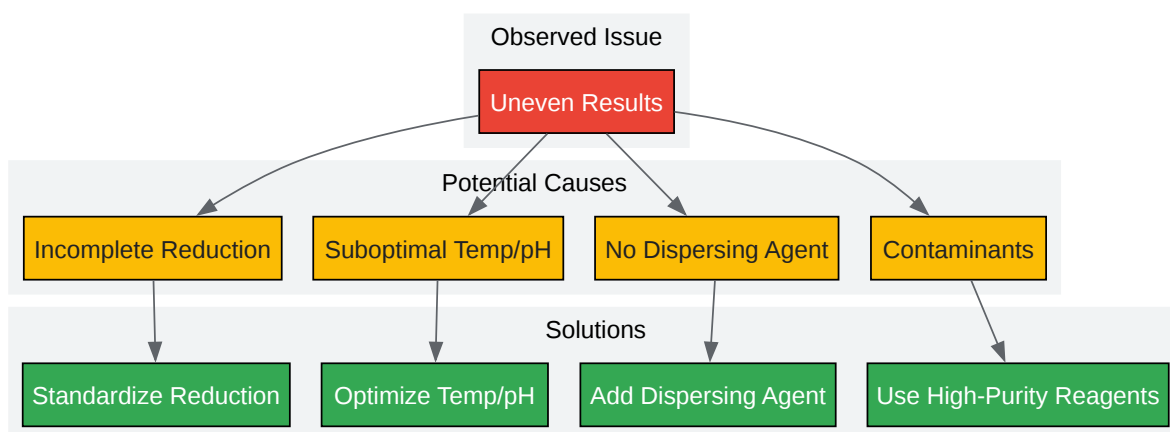 Observed Issue
Uneven Results
Potential Causes
Incomplete Reduction
Suboptimal Temp/pH
No Dispersing Agent
Contaminants
Solutions
Standardize Reduction
Optimize Temp/pH
Add Dispersing Agent
Use High-Purity Reagents